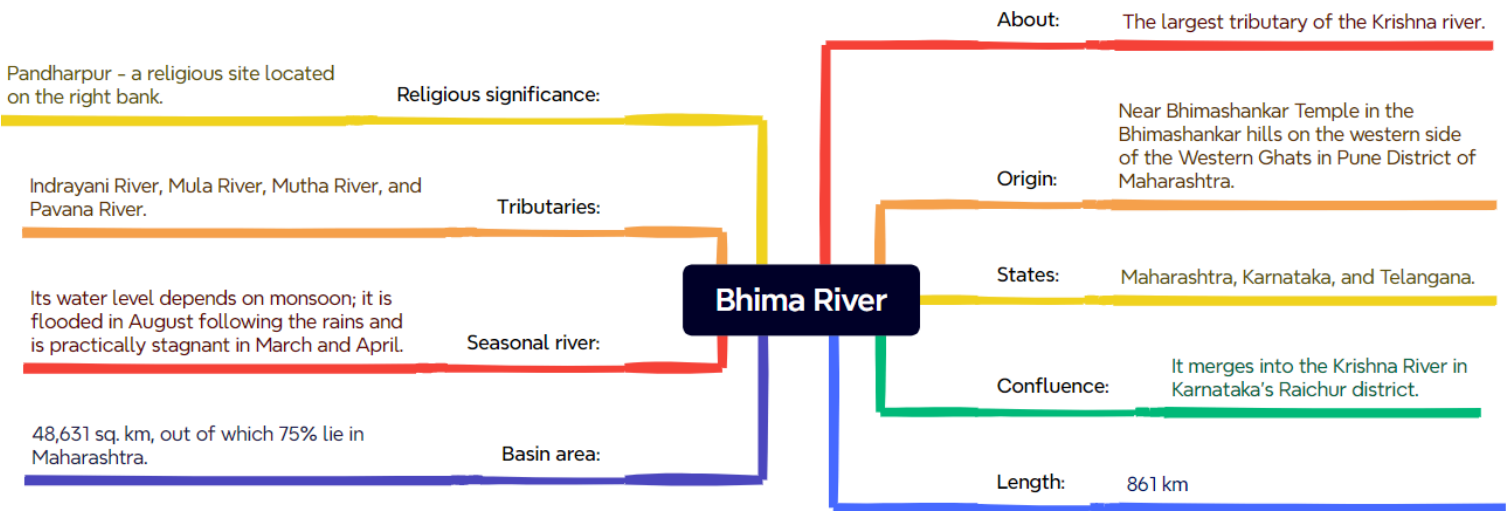 Bhima River
About:
The largest tributary of the Krishna river.
Origin:
Near Bhimashankar Temple in the
Bhimashankar hills on the western side
of the Western Ghats in Pune District of
Maharashtra.
States:
Maharashtra, Karnataka, and Telangana.
Confluence:
It merges into the Krishna River in
Karnataka's Raichur district.
Length:
861 km
Religious significance:
Pandharpur - a religious site located
on the right bank.
Tributaries:
Indrayani River, Mula River, Mutha River, and
Pavana River.
Seasonal river:
Its water level depends on monsoon; it is
flooded in August following the rains and
is practically stagnant in March and April.
Basin area:
48,631 sq. km, out of which 75% lie in
Maharashtra.